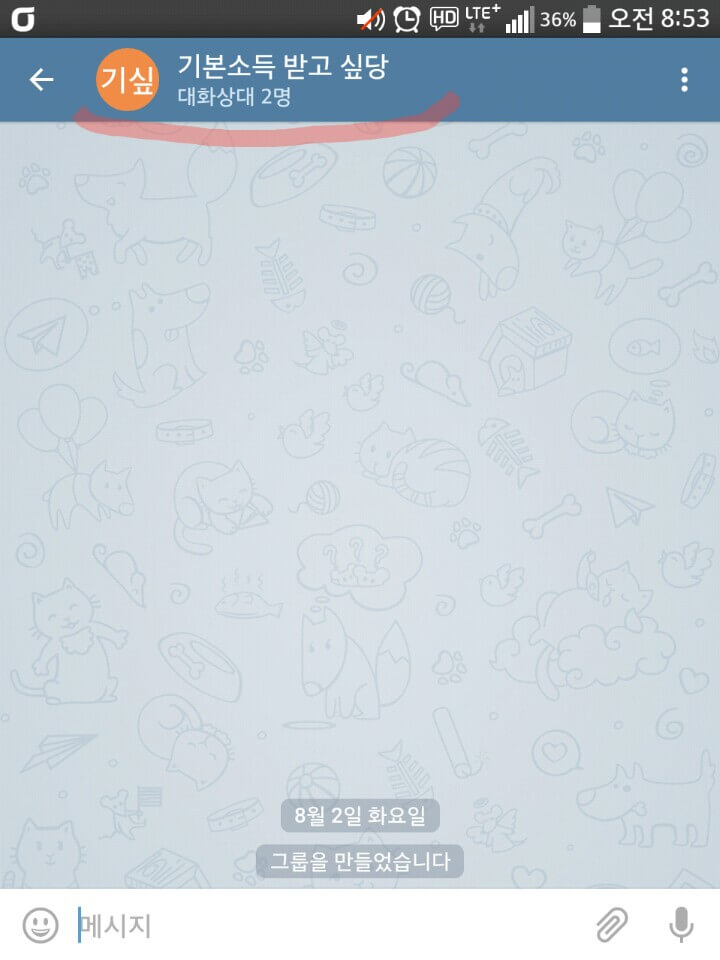 HD LTE+ 36% 오전 8:53
기싶 기본소득 받고 싶당
대화상대 2명
???
8월 2일 화요일
그룹을 만들었습니다
메시지